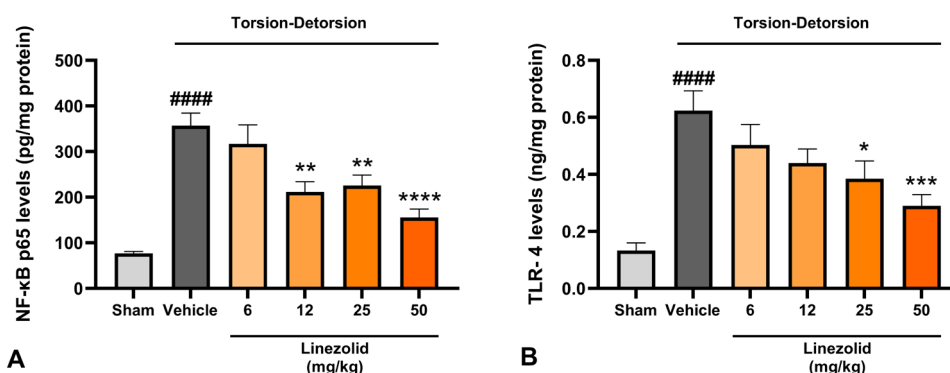 Torsion-Detorsion
NF-κB p65 levels (pg/mg protein)
500
400
300
200
100
0
####
**
**
****
Sham Vehicle 6 12 25 50
Linezolid
(mg/kg)
A
Torsion-Detorsion
TLR- 4 levels (ng/mg protein)
0.8
0.6
0.4
0.2
0.0
####
*
***
Sham Vehicle 6 12 25 50
Linezolid
(mg/kg)
B